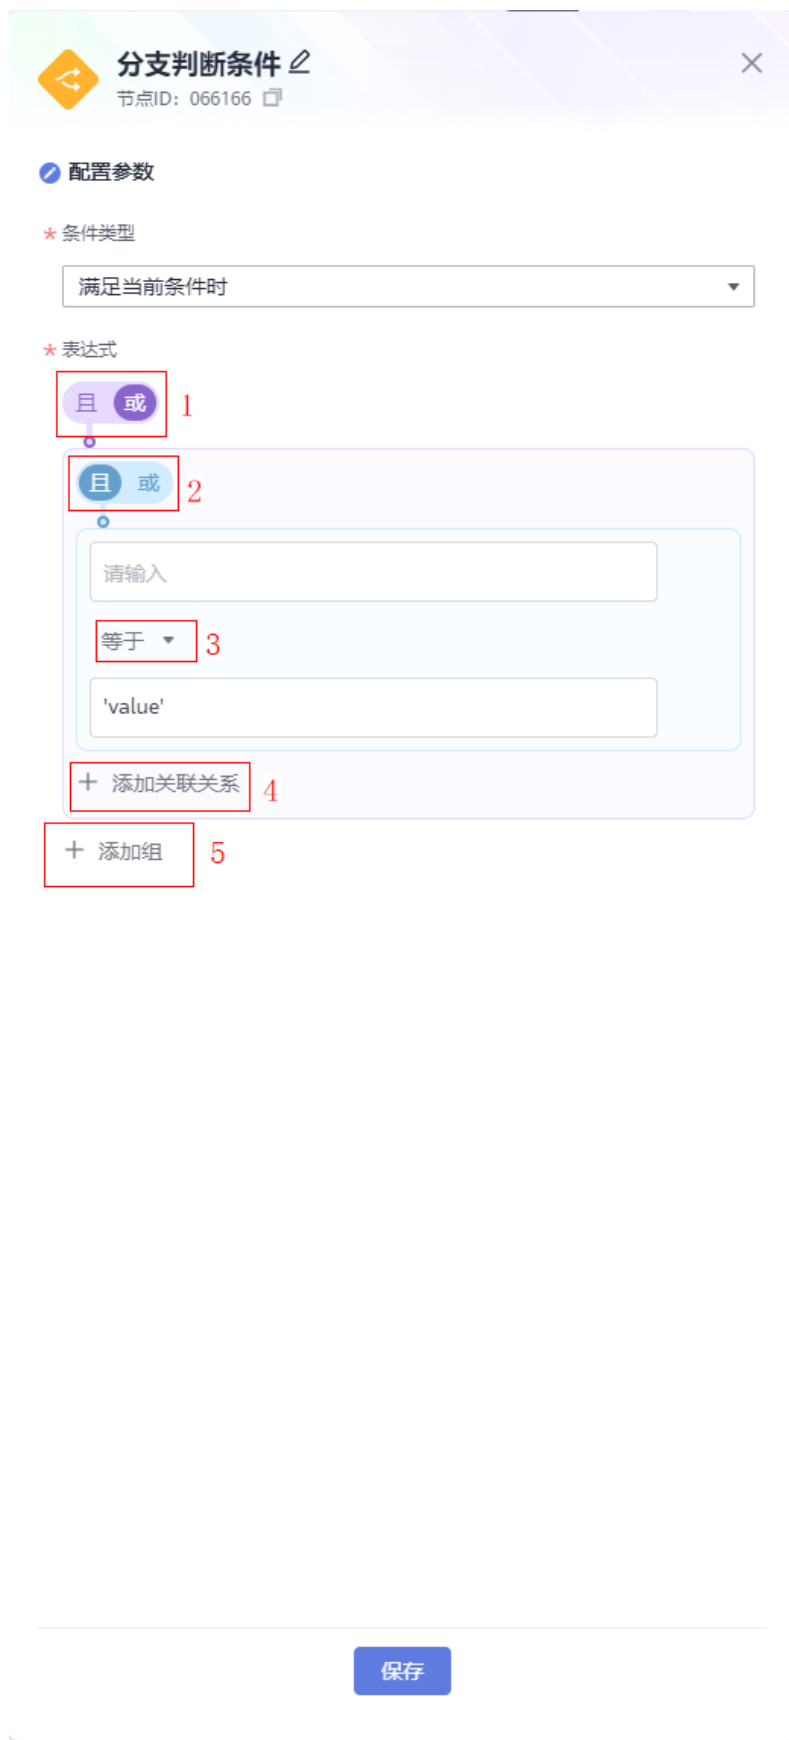 分支判断条件
节点ID: 066166
配置参数
* 条件类型
满足当前条件时
* 表达式
且 或 1
且 或 2
请输入
等于 3
'value'
+ 添加关联关系 4
+ 添加组 5
保存